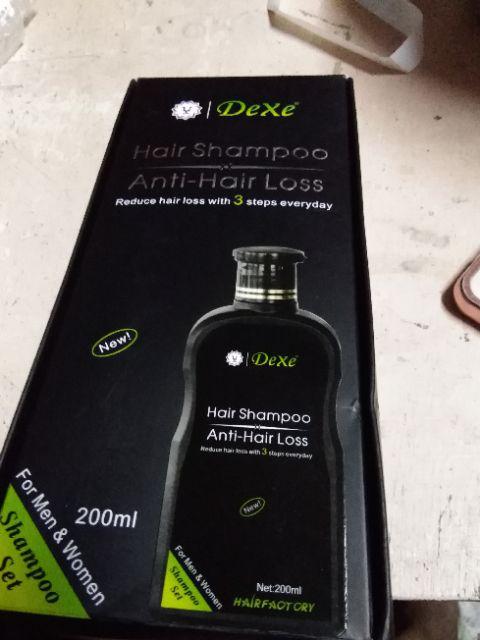 DeXe
Hair Shampoo
Anti-Hair Loss
Reduce hair loss with 3 steps everyday
New!
DeXe
Hair Shampoo
Anti-Hair Loss
Reduce hair loss with 3 steps everyday
New!
For Men & Women
Shampoo
Set
200ml
For Men & Women
Shampoo
Set
Net:200ml
HAIRFACTORY